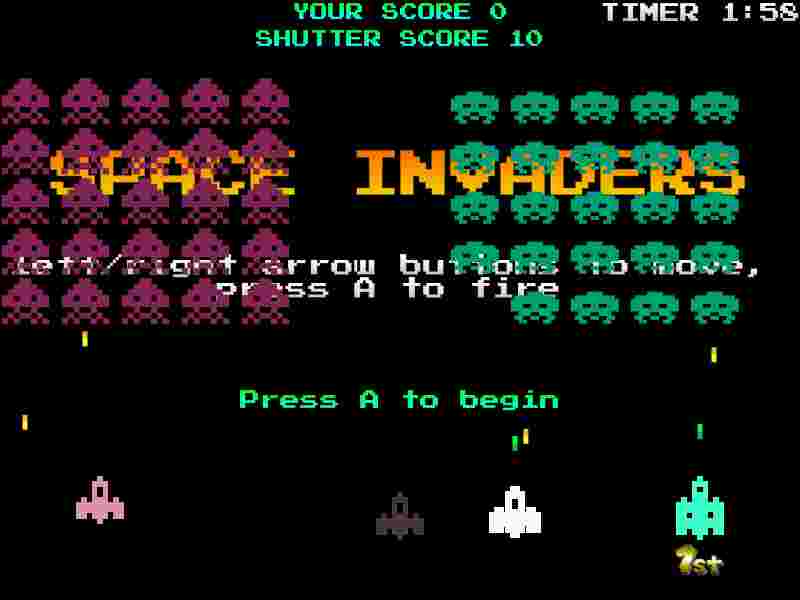 YOUR SCORE 0
TIMER 1:58
SHUTTER SCORE 10
SPACE INVADERS
Left/right arrow buttons to move,
press A to fire
Press A to begin
1st